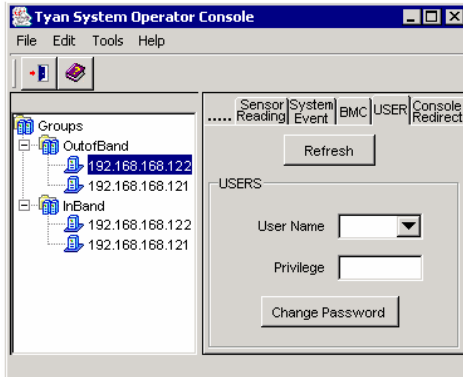 Tyan System Operator Console
File Edit Tools Help
Groups
OutofBand
192.168.168.122
192.168.168.121
InBand
192.168.168.122
192.168.168.121
..... Sensor Reading System Event BMC USER Console Redirect
Refresh
USERS
User Name
Privilege
Change Password